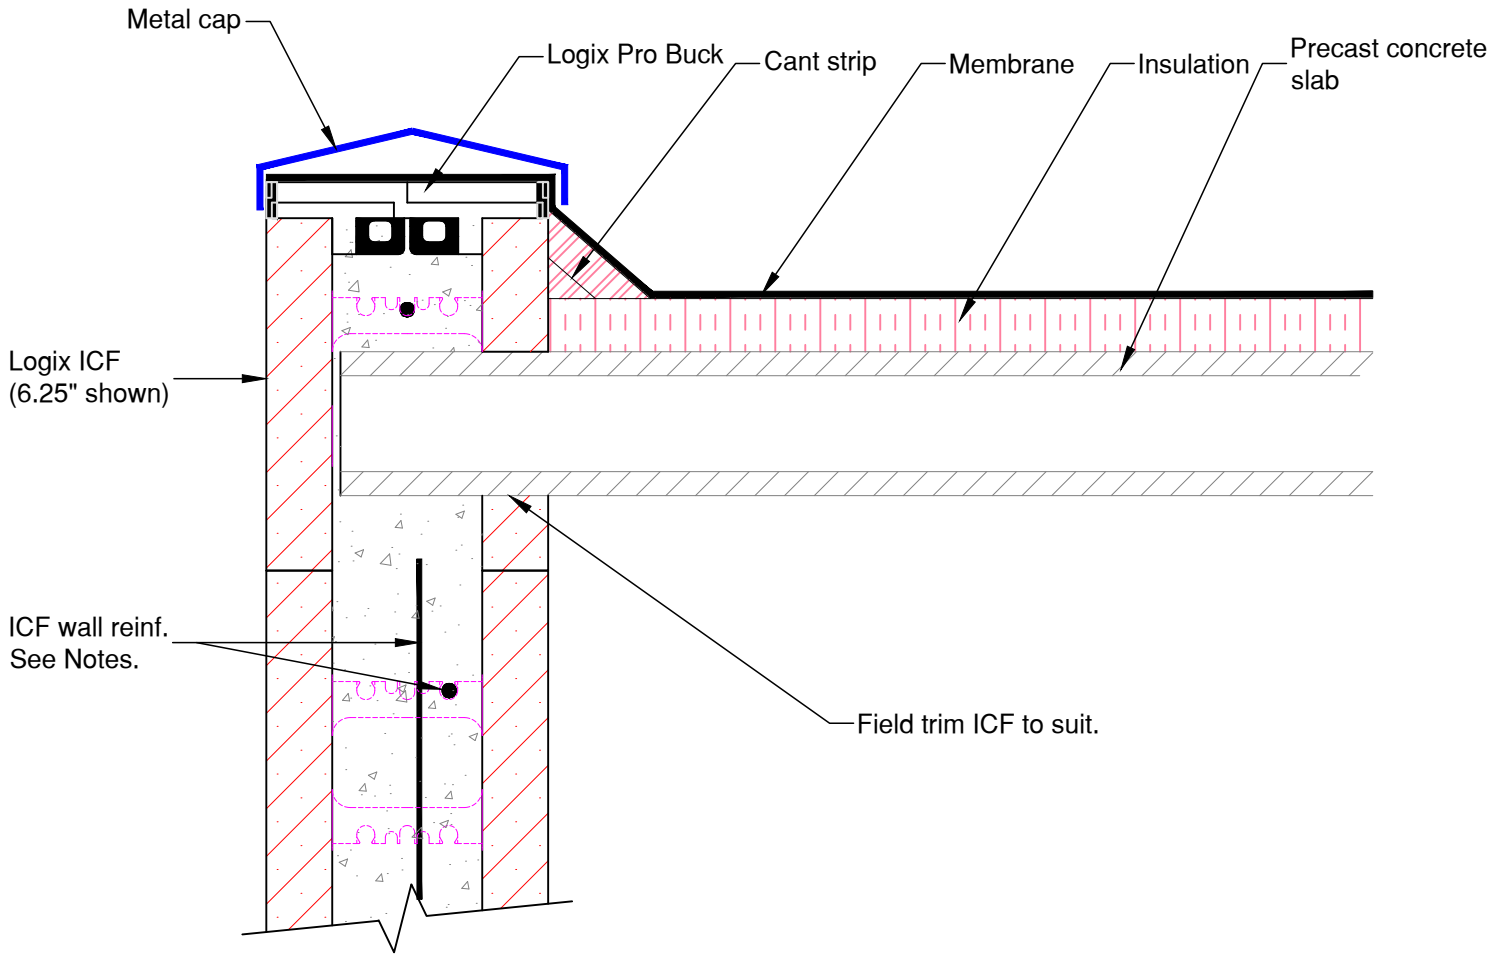 Metal cap
Logix Pro Buck
Cant strip
Membrane
Insulation
Precast concrete
slab
Logix ICF
(6.25" shown)
ICF wall reinf.
See Notes.
Field trim ICF to suit.